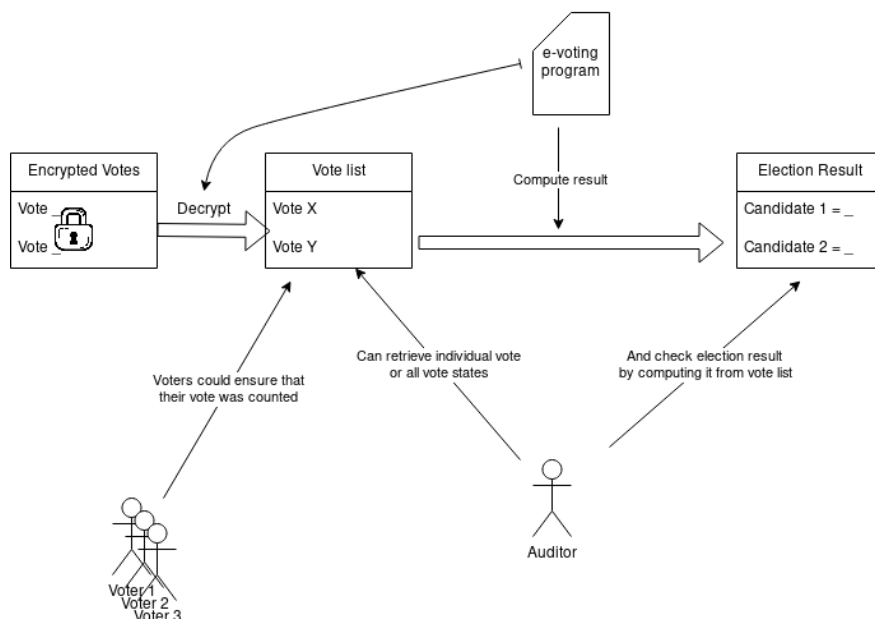 e-voting
program
Encrypted Votes
Vote _
Vote _
Decrypt
Vote list
Vote X
Vote Y
Compute result
Election Result
Candidate 1 = _
Candidate 2 = _
Voters could ensure that
their vote was counted
Can retrieve individual vote
or all vote states
And check election result
by computing it from vote list
Auditor
Voter 1
Voter 2
Voter 3